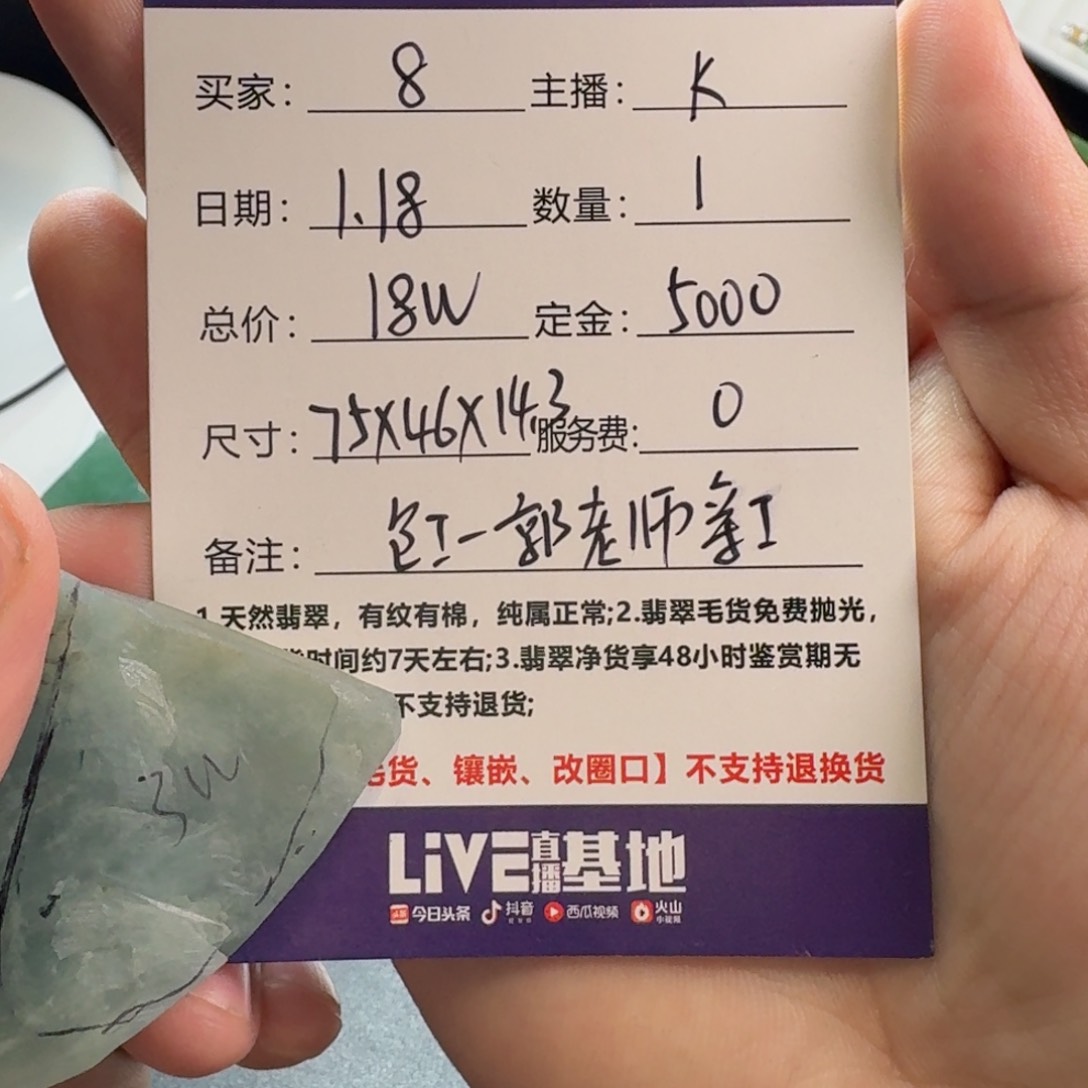 买家: 8 主播: K
日期: 1.18 数量: 1
总价: 18W 定金: 5000
尺寸: 75X46X14.3 服务费: 0
备注: 包工一郭老师亲工
1.天然翡翠，有纹有棉，纯属正常;2.翡翠毛货免费抛光，
时间约7天左右;3.翡翠净货享48小时鉴赏期无
不支持退货;
毛货、镶嵌、改圈口】不支持退换货
3W
LiVE直播基地
今日头条 抖音 西瓜视频 火山小视频